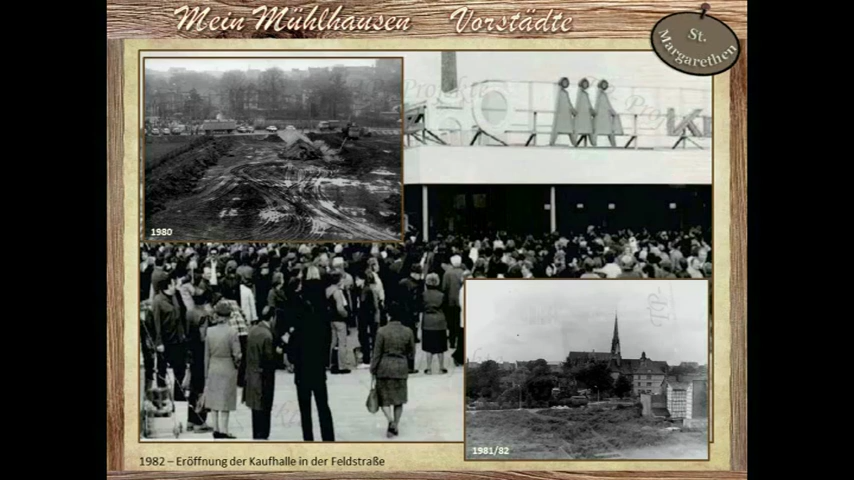 Mein Mühlhausen Vorstädte
St.
Margarethen
1980
1981/82
1982 – Eröffnung der Kaufhalle in der Feldstraße